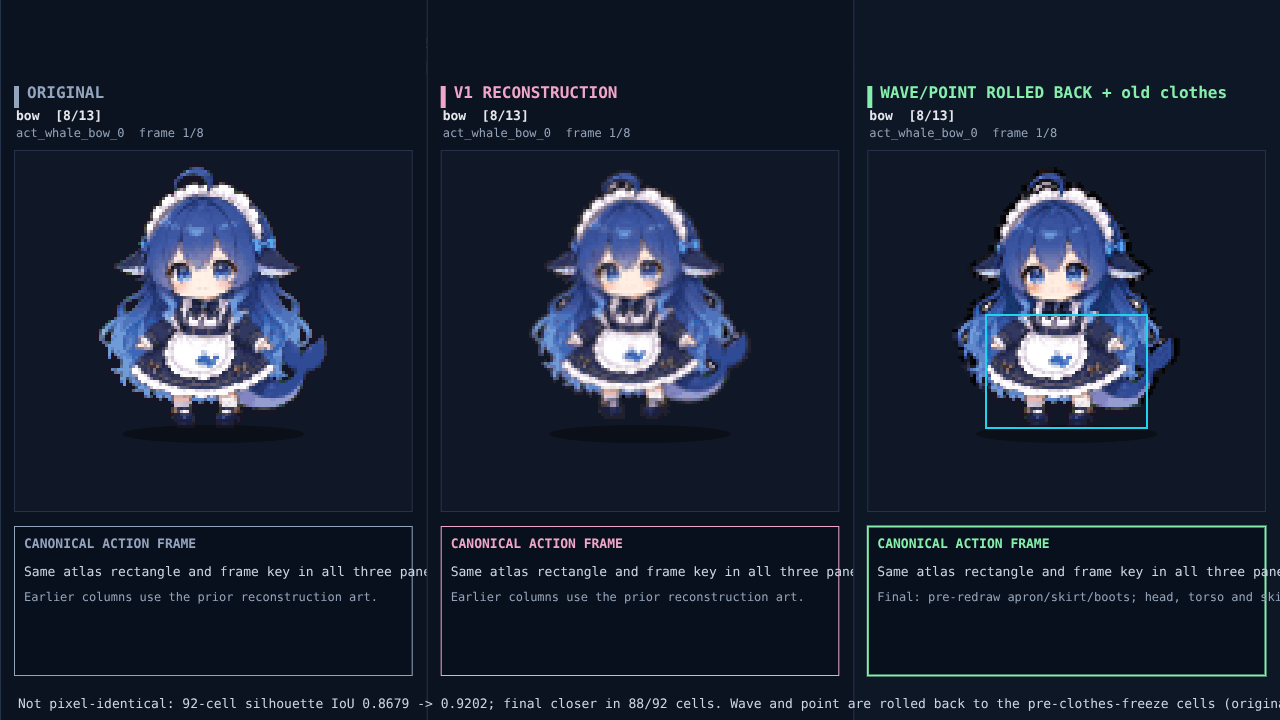 ORIGINAL
bow [8/13]
act_whale_bow_0 frame 1/8
CANONICAL ACTION FRAME
Same atlas rectangle and frame key in all three pane
Earlier columns use the prior reconstruction art.
V1 RECONSTRUCTION
bow [8/13]
act_whale_bow_0 frame 1/8
CANONICAL ACTION FRAME
Same atlas rectangle and frame key in all three pane
Earlier columns use the prior reconstruction art.
WAVE/POINT ROLLED BACK + old clothes
bow [8/13]
act_whale_bow_0 frame 1/8
CANONICAL ACTION FRAME
Same atlas rectangle and frame key in all three pane
Final: pre-redraw apron/skirt/boots; head, torso and ski
Not pixel-identical: 92-cell silhouette IoU 0.8679 -> 0.9202; final closer in 88/92 cells. Wave and point are rolled back to the pre-clothes-freeze cells (origin